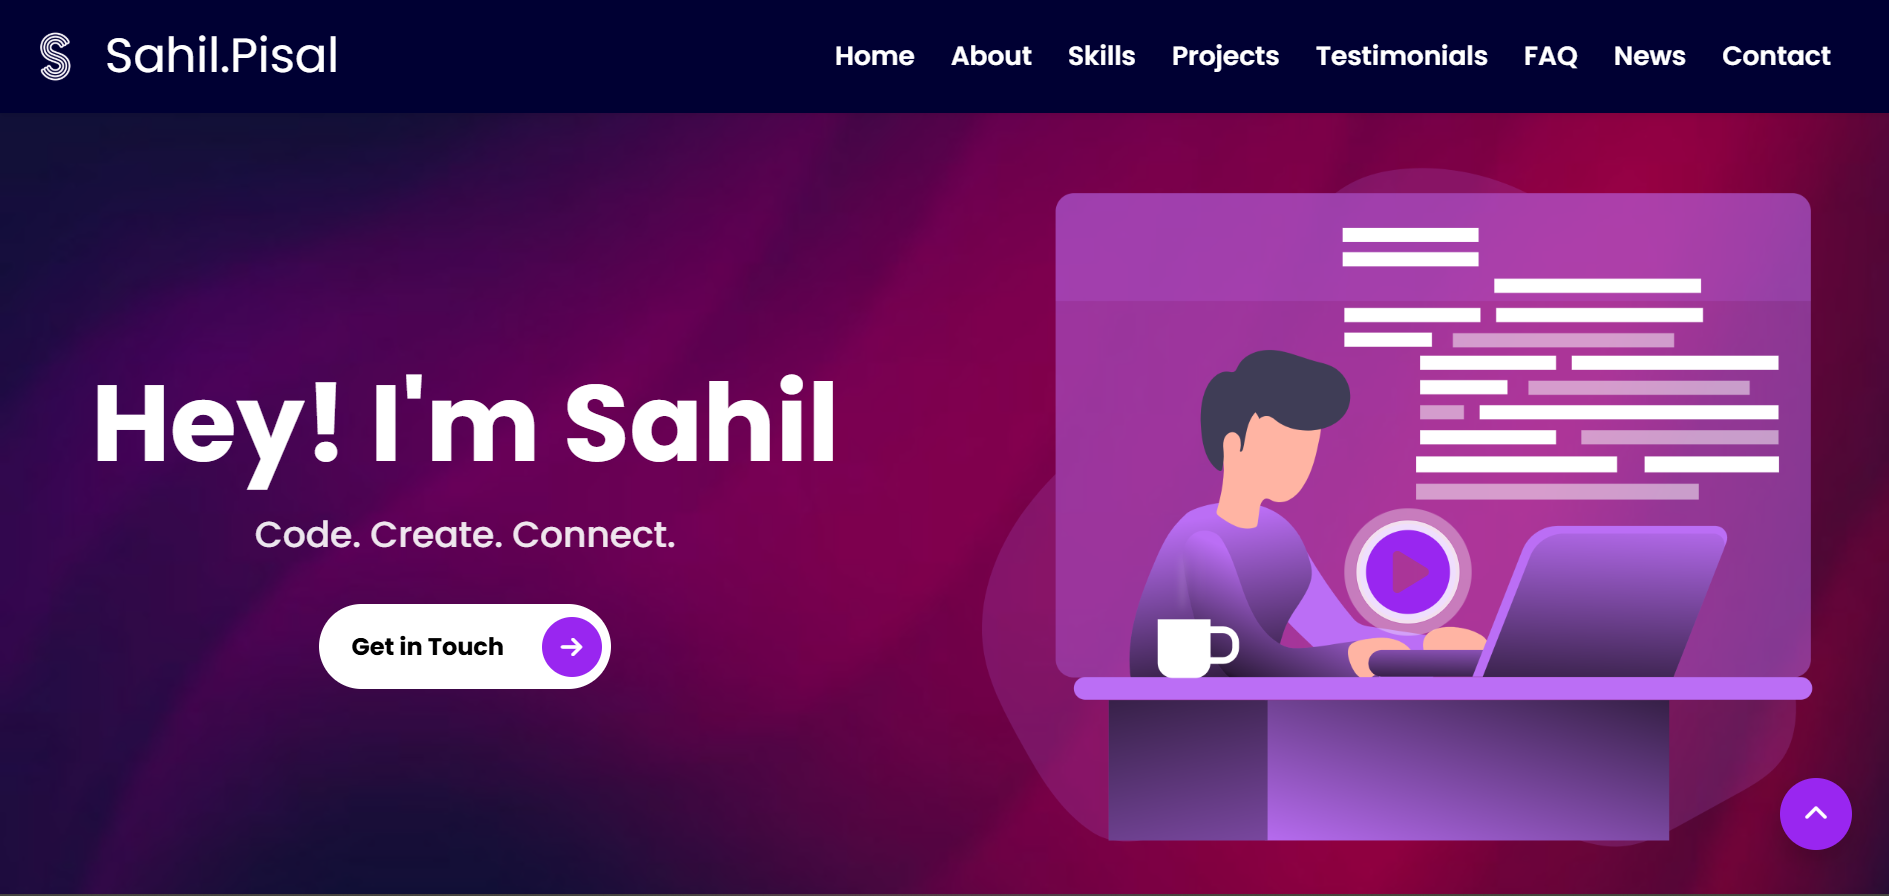 Sahil.Pisal
Home About Skills Projects Testimonials FAQ News Contact
Hey! I'm Sahil
Code. Create. Connect.
Get in Touch